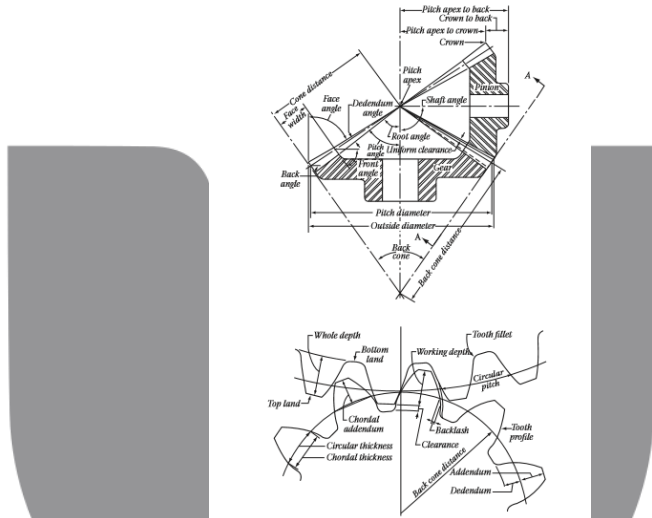 Pitch apex to back
Crown to back
Pitch apex to crown
Crown
A
Pitch
apex
Pinion
Cone distance
Face
width
Face
angle
Dedendum
angle
Shaft angle
Root angle
Pitch
angle
Uniform clearance
Front
angle
Gear
Back
angle
Pitch diameter
Outside diameter
A
Back
cone
Back cone distance
Whole depth
Bottom
land
Working depth
Tooth fillet
Circular
pitch
Top land
Chordal
addendum
Backlash
Clearance
Tooth
profile
Circular thickness
Chordal thickness
Back cone distance
Addendum
Dedendum